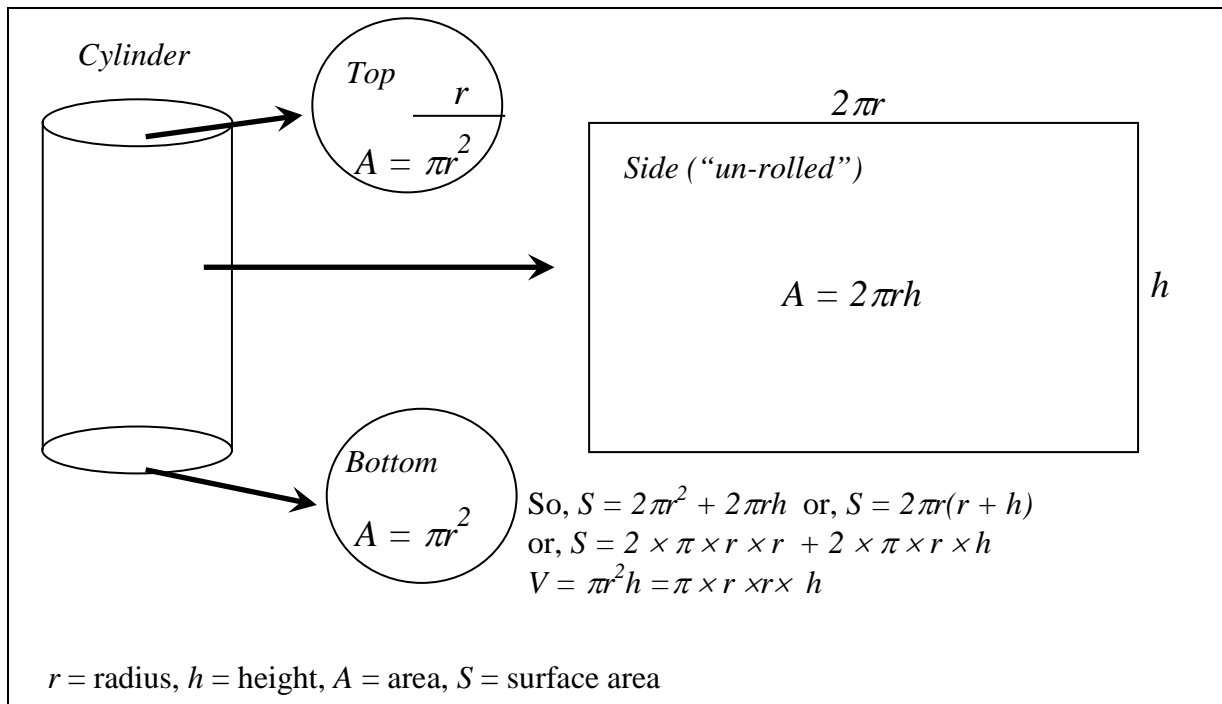 Cylinder
Top
r
A = πr²
2πr
Side (“un-rolled”)
A = 2πrh
h
Bottom
A = πr²
So, S = 2πr² + 2πrh or, S = 2πr(r + h)
or, S = 2 × π × r × r + 2 × π × r × h
V = πr²h =π × r ×r× h
r = radius, h = height, A = area, S = surface area